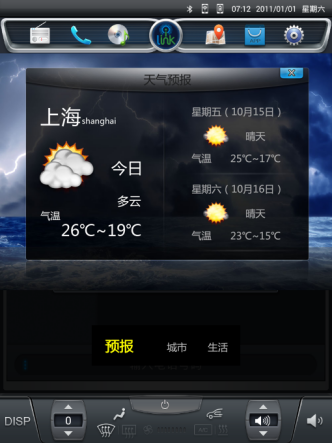 07:12 2011/01/01 星期六
link
天气预报
上海 shanghai
今日
多云
气温
26℃~19℃
星期五（10月15日）
晴天
气温 25℃~17℃
星期六（10月16日）
晴天
气温 23℃~15℃
预报 城市 生活
DISP 0
A/C